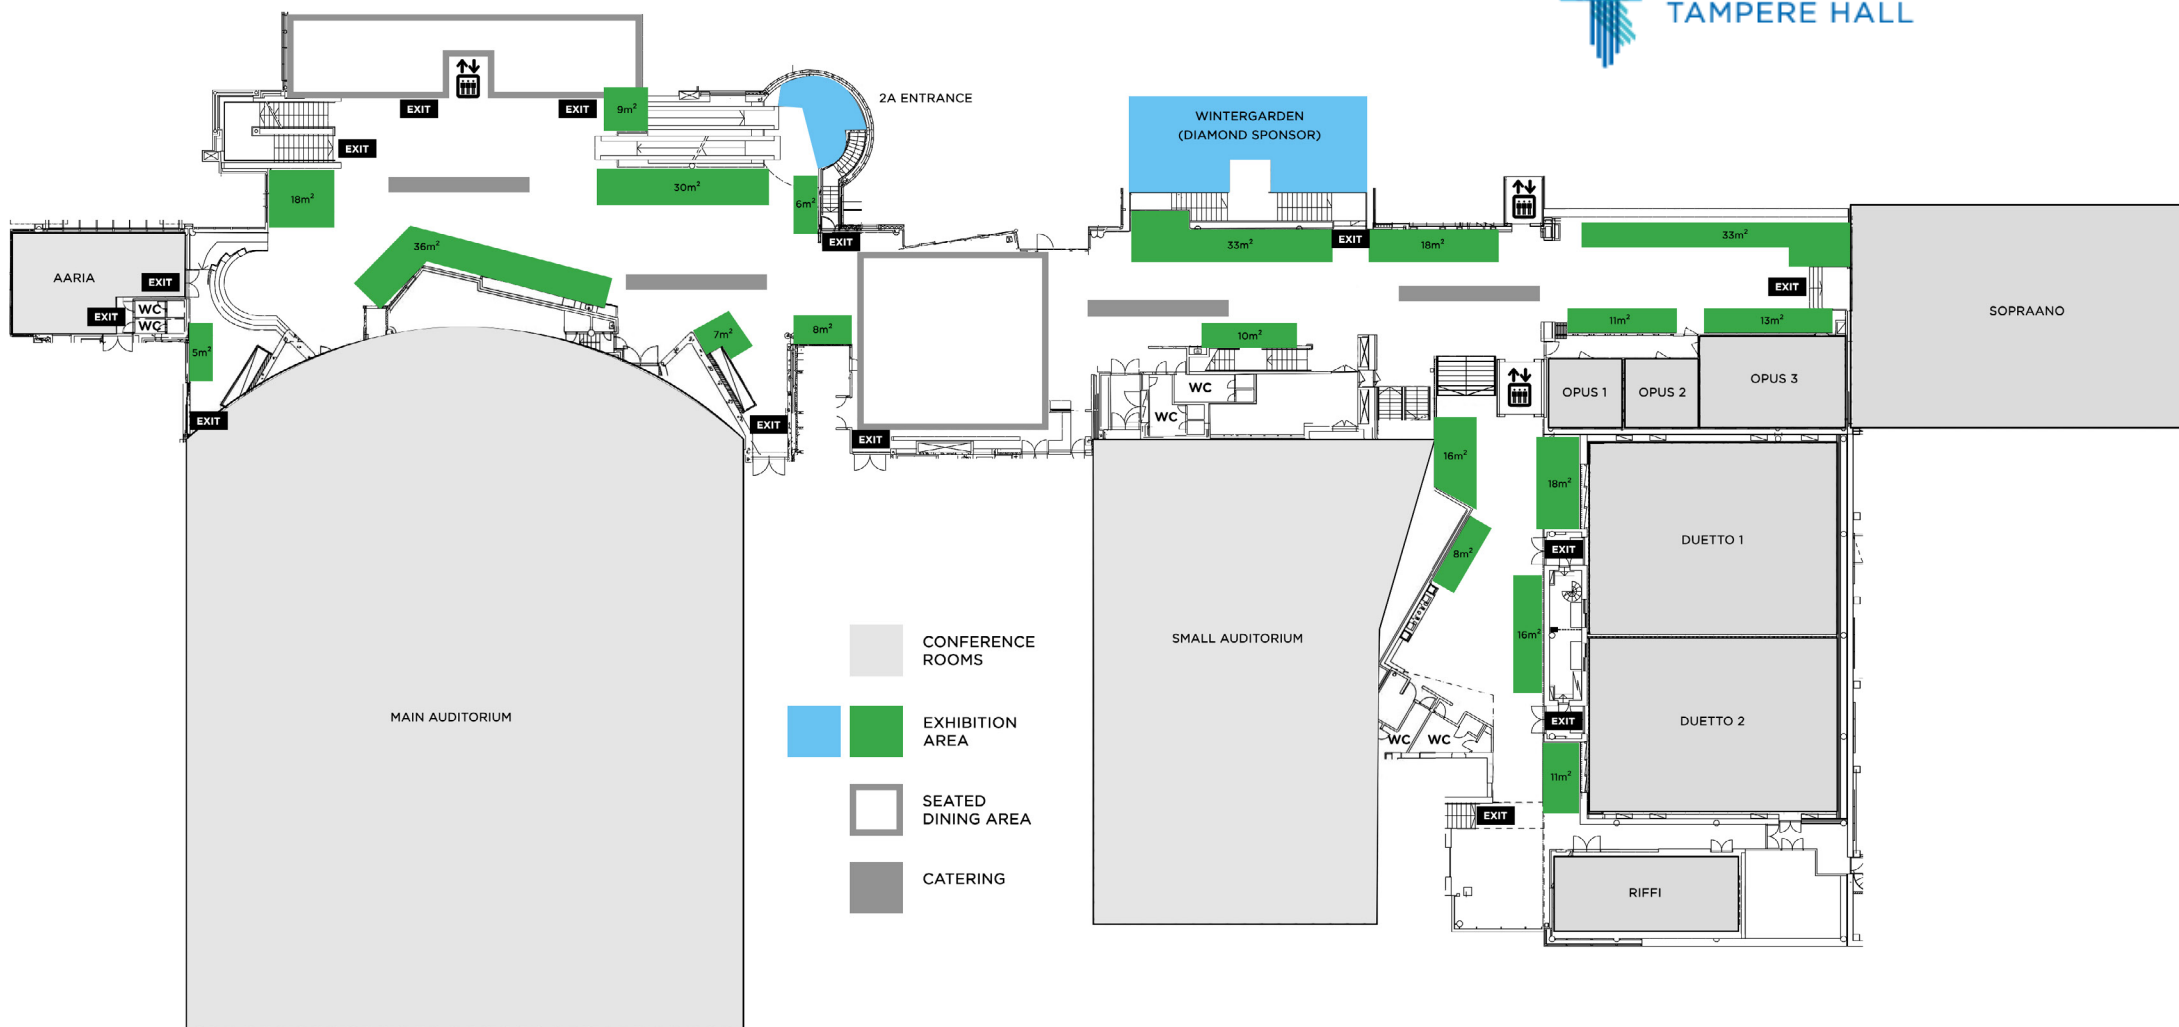 TAMPERE HALL
2A ENTRANCE
WINTERGARDEN
(DIAMOND SPONSOR)
EXIT
EXIT
9m²
EXIT
18m²
30m²
6m²
EXIT
36m²
33m²
EXIT
18m²
33m²
AARIA
EXIT
EXIT
WC
WC
5m²
7m²
8m²
10m²
EXIT
11m²
13m²
SOPRAANO
EXIT
EXIT
EXIT
WC
WC
OPUS 1
OPUS 2
OPUS 3
16m²
18m²
8m²
EXIT
DUETTO 1
16m²
SMALL AUDITORIUM
MAIN AUDITORIUM
WC
WC
EXIT
DUETTO 2
11m²
EXIT
RIFFI
CONFERENCE
ROOMS
EXHIBITION
AREA
SEATED
DINING AREA
CATERING